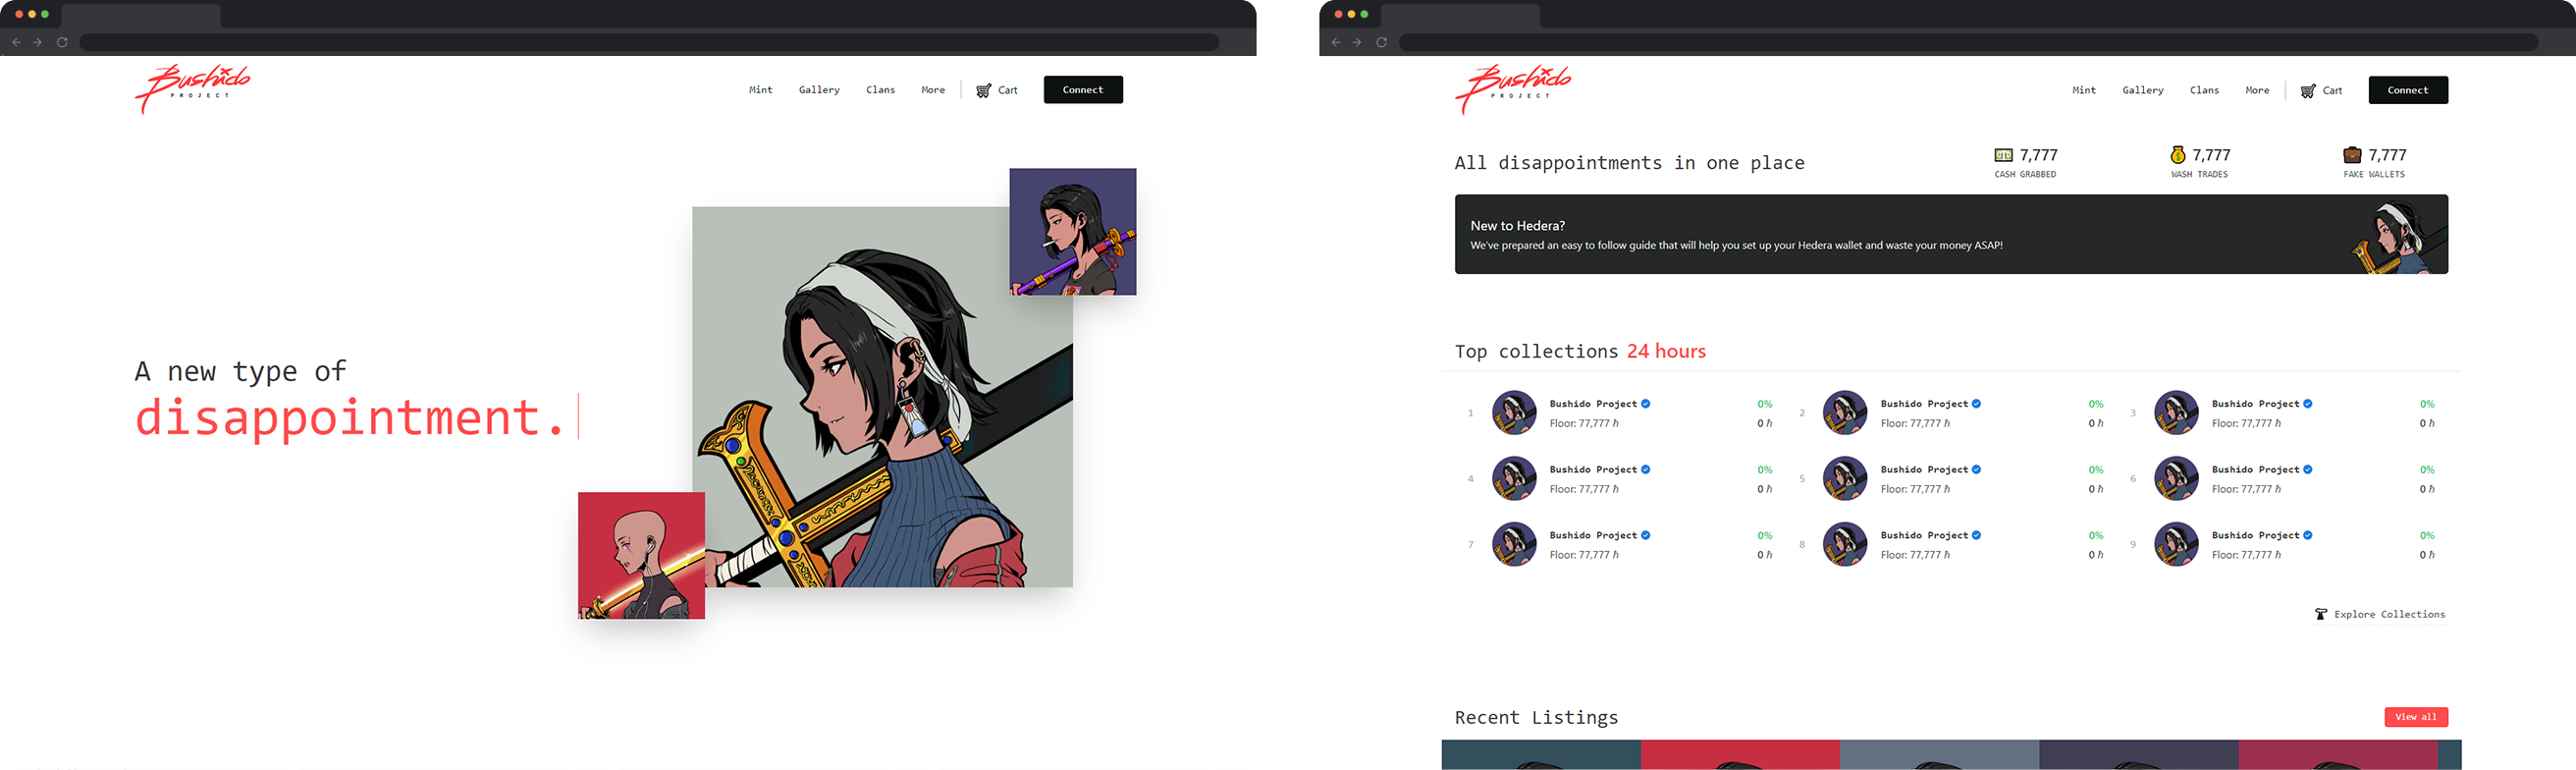 Bushido
PROJECT
Mint Gallery Clans More Cart Connect
A new type of
disappointment.
Bushido
PROJECT
Mint Gallery Clans More Cart Connect
All disappointments in one place
7,777 7,777 7,777
CASH GRABBED WASH TRADES FAKE WALLETS
New to Hedera?
We've prepared an easy to follow guide that will help you set up your Hedera wallet and waste your money ASAP!
Top collections 24 hours
1 Bushido Project 0%
Floor: 77,777 ℏ 0 ℏ
2 Bushido Project 0%
Floor: 77,777 ℏ 0 ℏ
3 Bushido Project 0%
Floor: 77,777 ℏ 0 ℏ
4 Bushido Project 0%
Floor: 77,777 ℏ 0 ℏ
5 Bushido Project 0%
Floor: 77,777 ℏ 0 ℏ
6 Bushido Project 0%
Floor: 77,777 ℏ 0 ℏ
7 Bushido Project 0%
Floor: 77,777 ℏ 0 ℏ
8 Bushido Project 0%
Floor: 77,777 ℏ 0 ℏ
9 Bushido Project 0%
Floor: 77,777 ℏ 0 ℏ
Explore Collections
Recent Listings View all